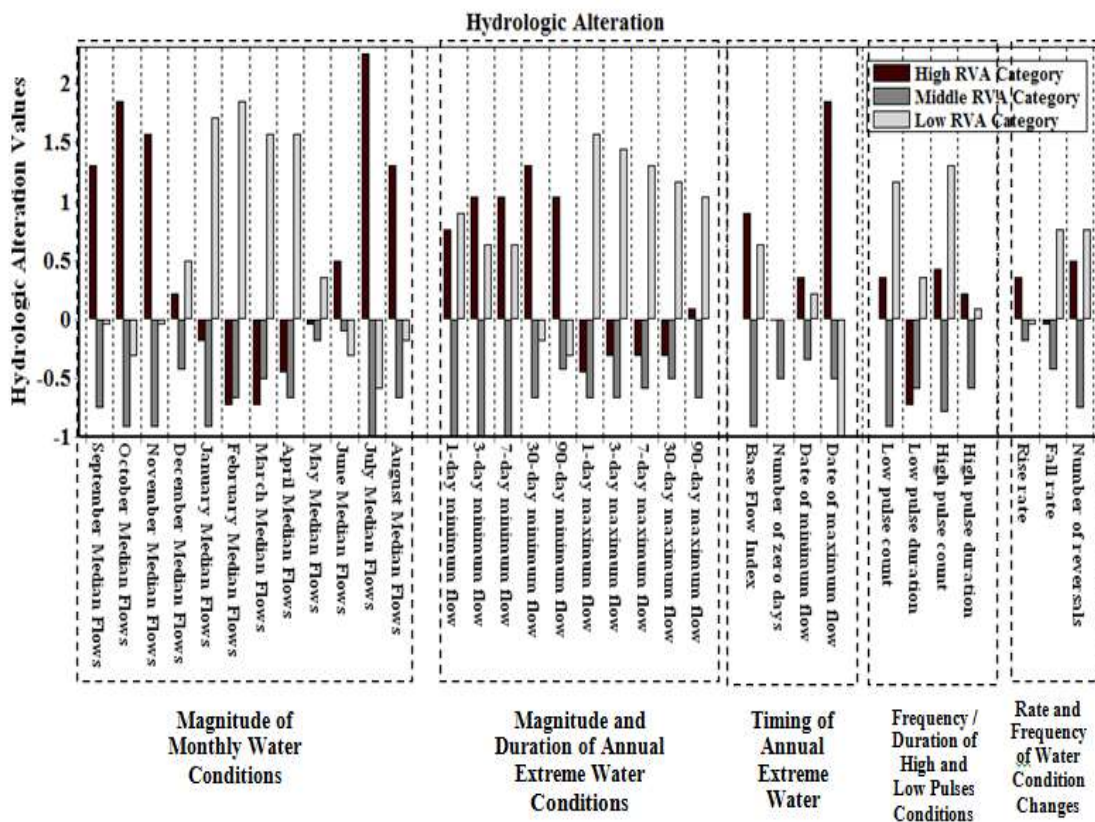 Hydrologic Alteration
Hydrologic Alteration Values
2
1.5
1
0.5
0
-0.5
-1
High RVA Category
Middle RVA Category
Low RVA Category
September Median Flows
October Median Flows
November Median Flows
December Median Flows
January Median Flows
February Median Flows
March Median Flows
April Median Flows
May Median Flows
June Median Flows
July Median Flows
August Median Flows
1-day minimum flow
3-day minimum flow
7-day minimum flow
30-day minimum flow
90-day minimum flow
1-day maximum flow
3-day maximum flow
7-day maximum flow
30-day maximum flow
90-day maximum flow
Base Flow Index
Number of zero days
Date of minimum flow
Date of maximum flow
Low pulse count
Low pulse duration
High pulse count
High pulse duration
Rise rate
Fall rate
Number of reversals
Magnitude of
Monthly Water
Conditions
Magnitude and
Duration of Annual
Extreme Water
Conditions
Timing of
Annual
Extreme
Water
Frequency /
Duration of
High and
Low Pulses
Conditions
Rate and
Frequency
of Water
Condition
Changes